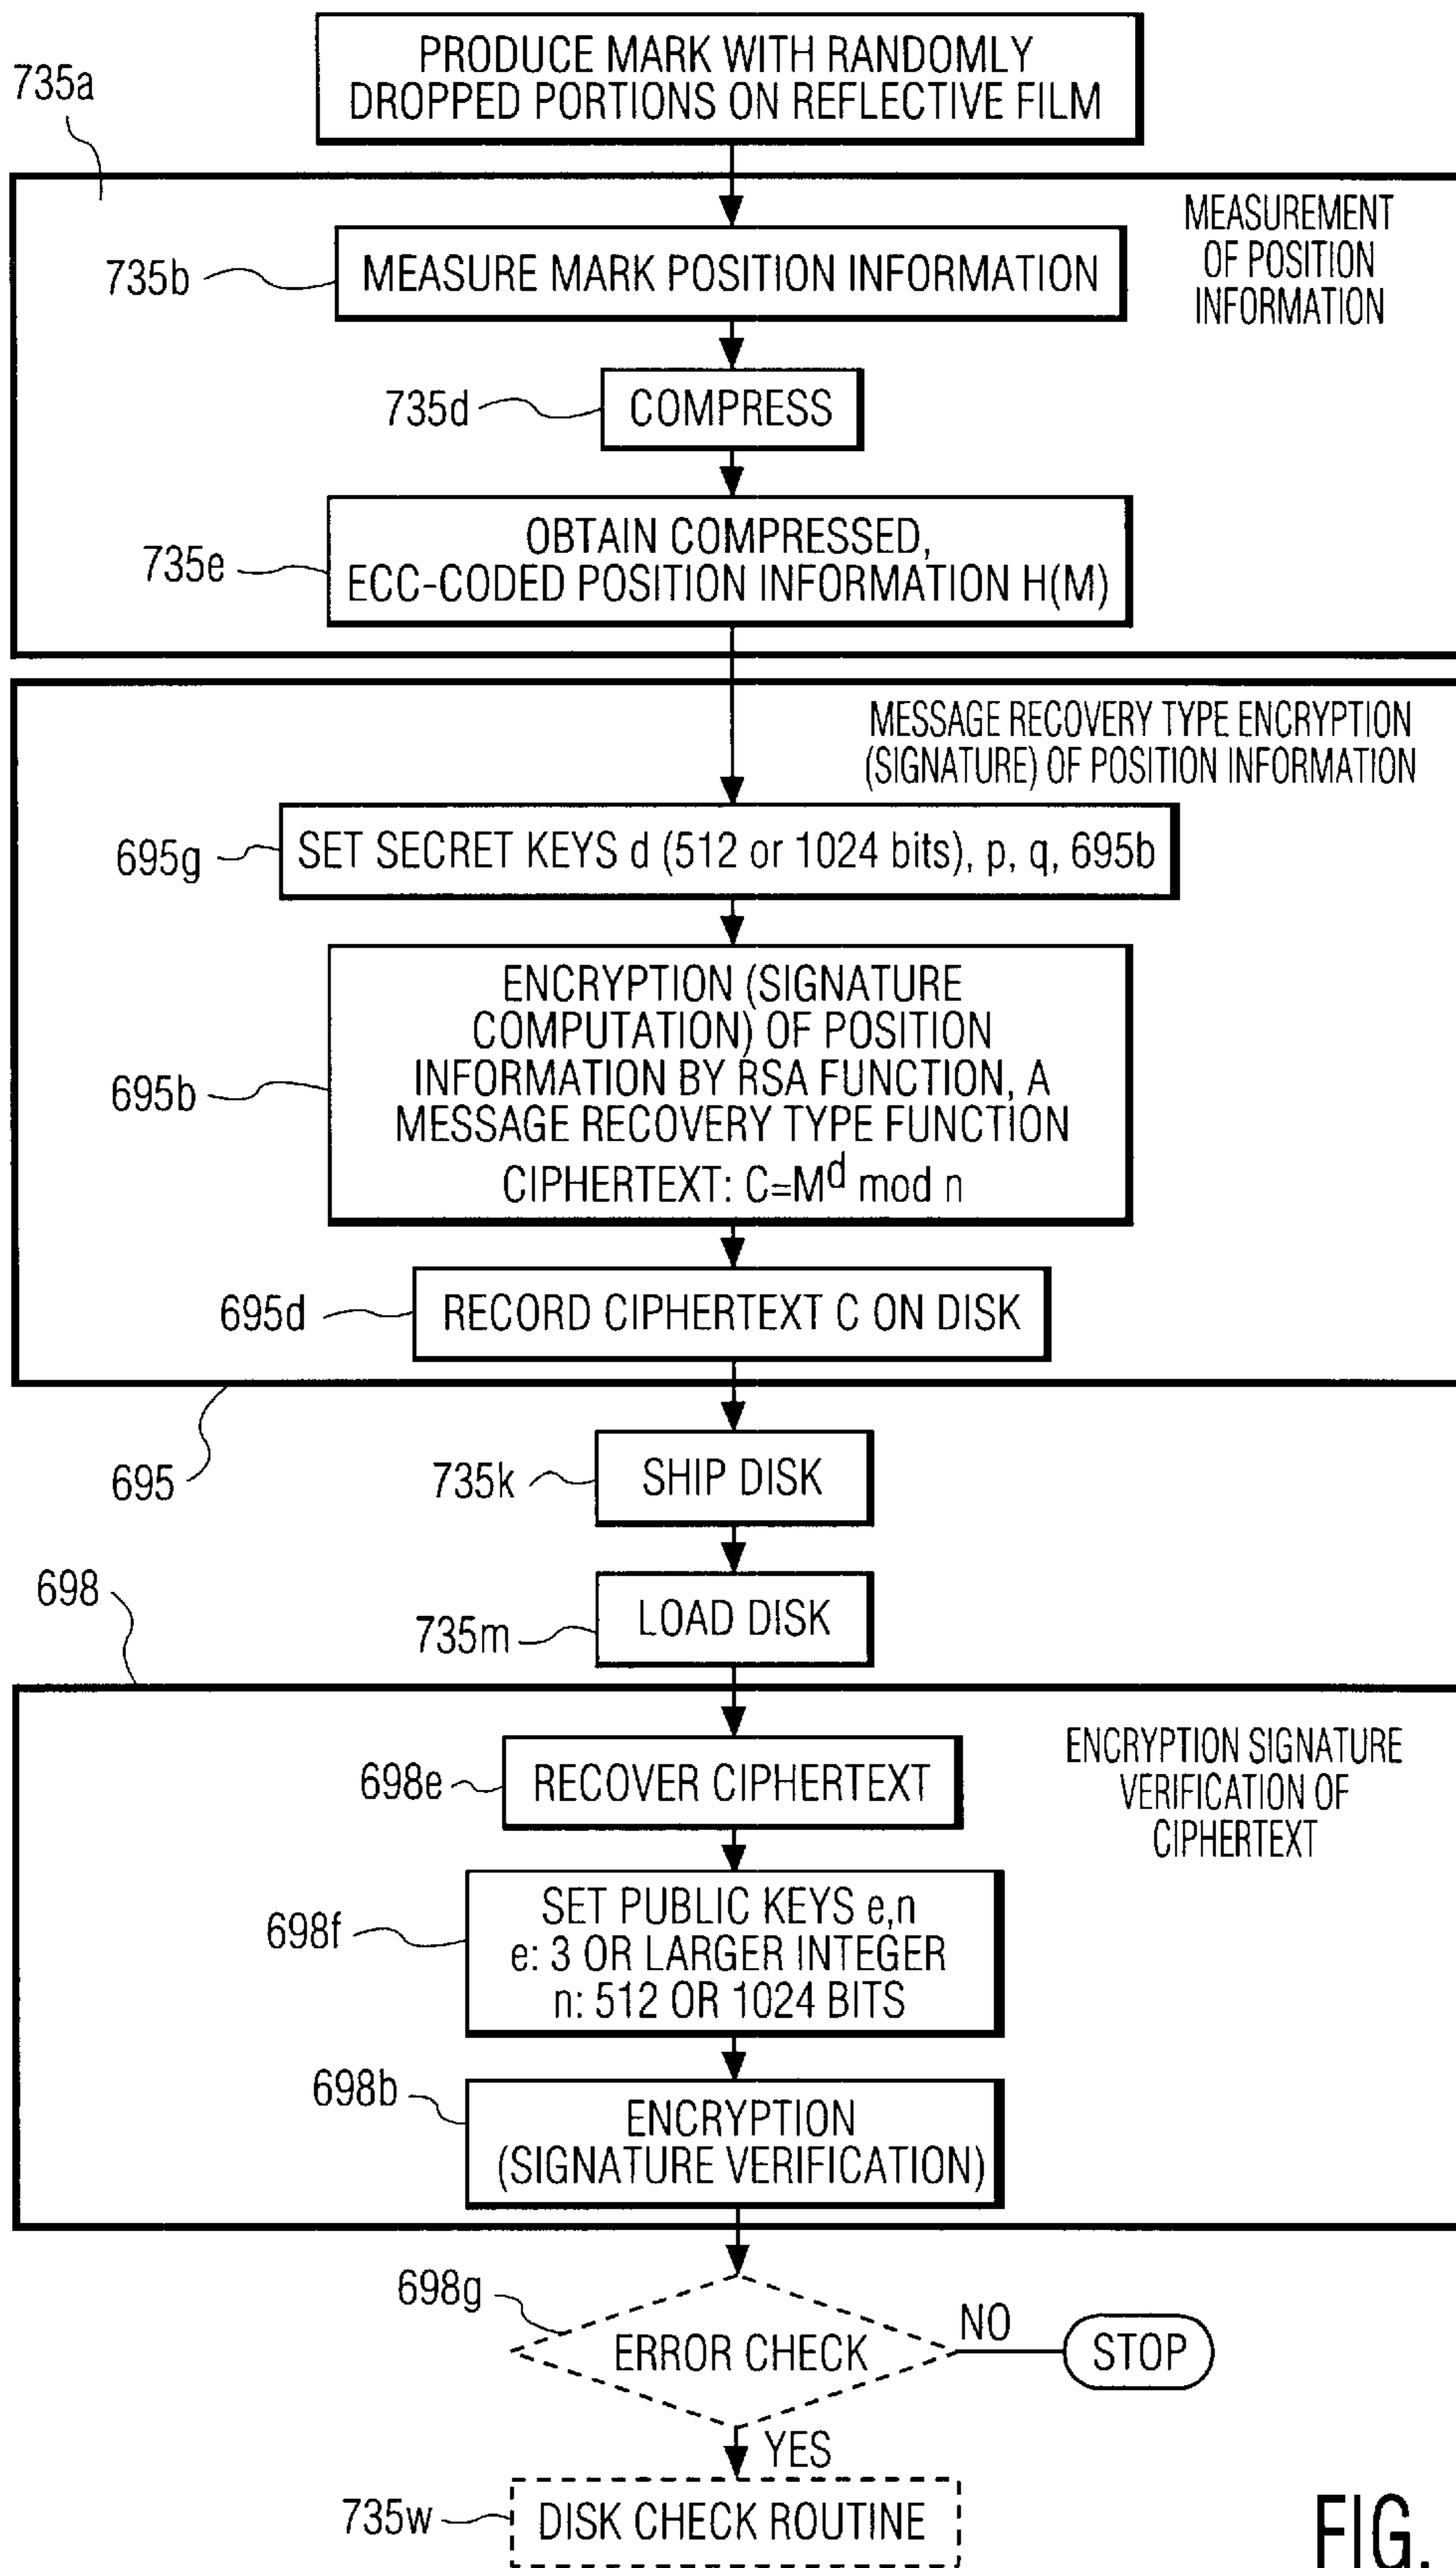 PRODUCE MARK WITH RANDOMLY
DROPPED PORTIONS ON REFLECTIVE FILM
735a
MEASUREMENT
OF POSITION
INFORMATION
735b
MEASURE MARK POSITION INFORMATION
735d
COMPRESS
735e
OBTAIN COMPRESSED,
ECC-CODED POSITION INFORMATION H(M)
MESSAGE RECOVERY TYPE ENCRYPTION
(SIGNATURE) OF POSITION INFORMATION
695g
SET SECRET KEYS d (512 or 1024 bits), p, q, 695b
695b
ENCRYPTION (SIGNATURE
COMPUTATION) OF POSITION
INFORMATION BY RSA FUNCTION, A
MESSAGE RECOVERY TYPE FUNCTION
CIPHERTEXT: C=M^d mod n
695d
RECORD CIPHERTEXT C ON DISK
695
735k
SHIP DISK
698
735m
LOAD DISK
ENCRYPTION SIGNATURE
VERIFICATION OF
CIPHERTEXT
698e
RECOVER CIPHERTEXT
698f
SET PUBLIC KEYS e,n
e: 3 OR LARGER INTEGER
n: 512 OR 1024 BITS
698b
ENCRYPTION
(SIGNATURE VERIFICATION)
698g
ERROR CHECK
NO
STOP
YES
735w
DISK CHECK ROUTINE
FIG.